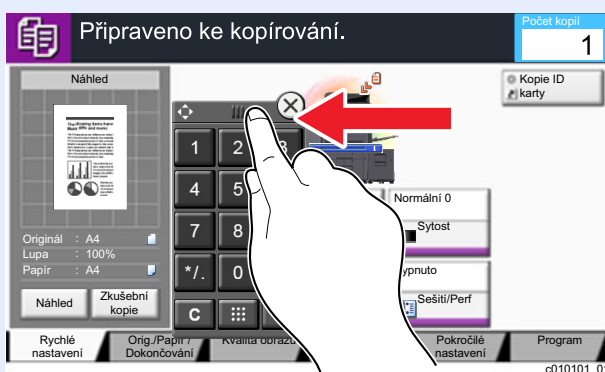 Připraveno ke kopírování.
Počet kopií
1
Náhled
Kopie ID
karty
1
2
3
4
5
7
8
*/.
0
C
Normální 0
Sytost
Sešití/Perf
Originál : A4
Lupa : 100%
Papír : A4
Náhled
Zkušební
kopie
Rychlé
nastavení
Orig./Papír /
Dokončování
Kvalita obrazu
Pokročilé
nastavení
Program